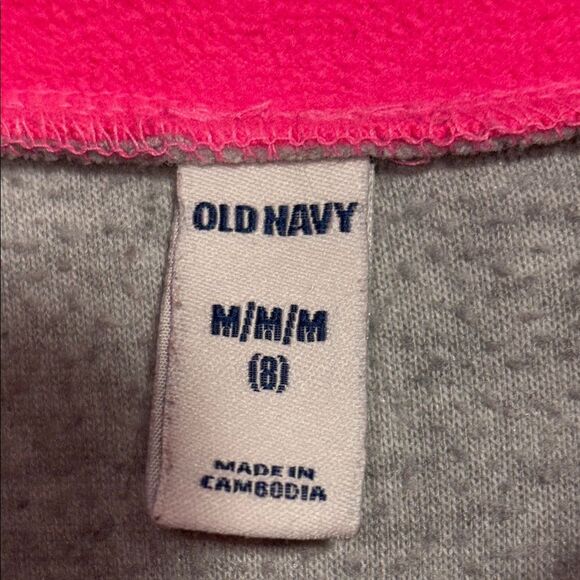 OLD NAVY
M/M/M
(8)
MADE IN
CAMBODIA